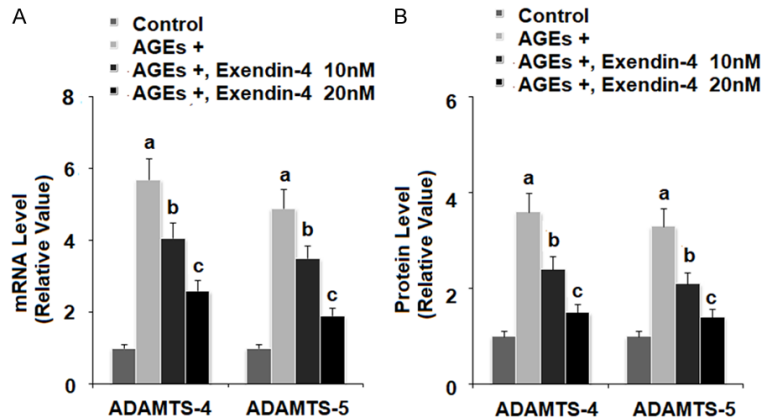 A
Control
AGEs +
AGEs +, Exendin-4 10nM
AGEs +, Exendin-4 20nM
mRNA Level
(Relative Value)
8
6
4
2
0
a
b
c
a
b
c
ADAMTS-4
ADAMTS-5
B
Control
AGEs +
AGEs +, Exendin-4 10nM
AGEs +, Exendin-4 20nM
Protein Level
(Relative Value)
6
4
2
0
a
b
c
a
b
c
ADAMTS-4
ADAMTS-5